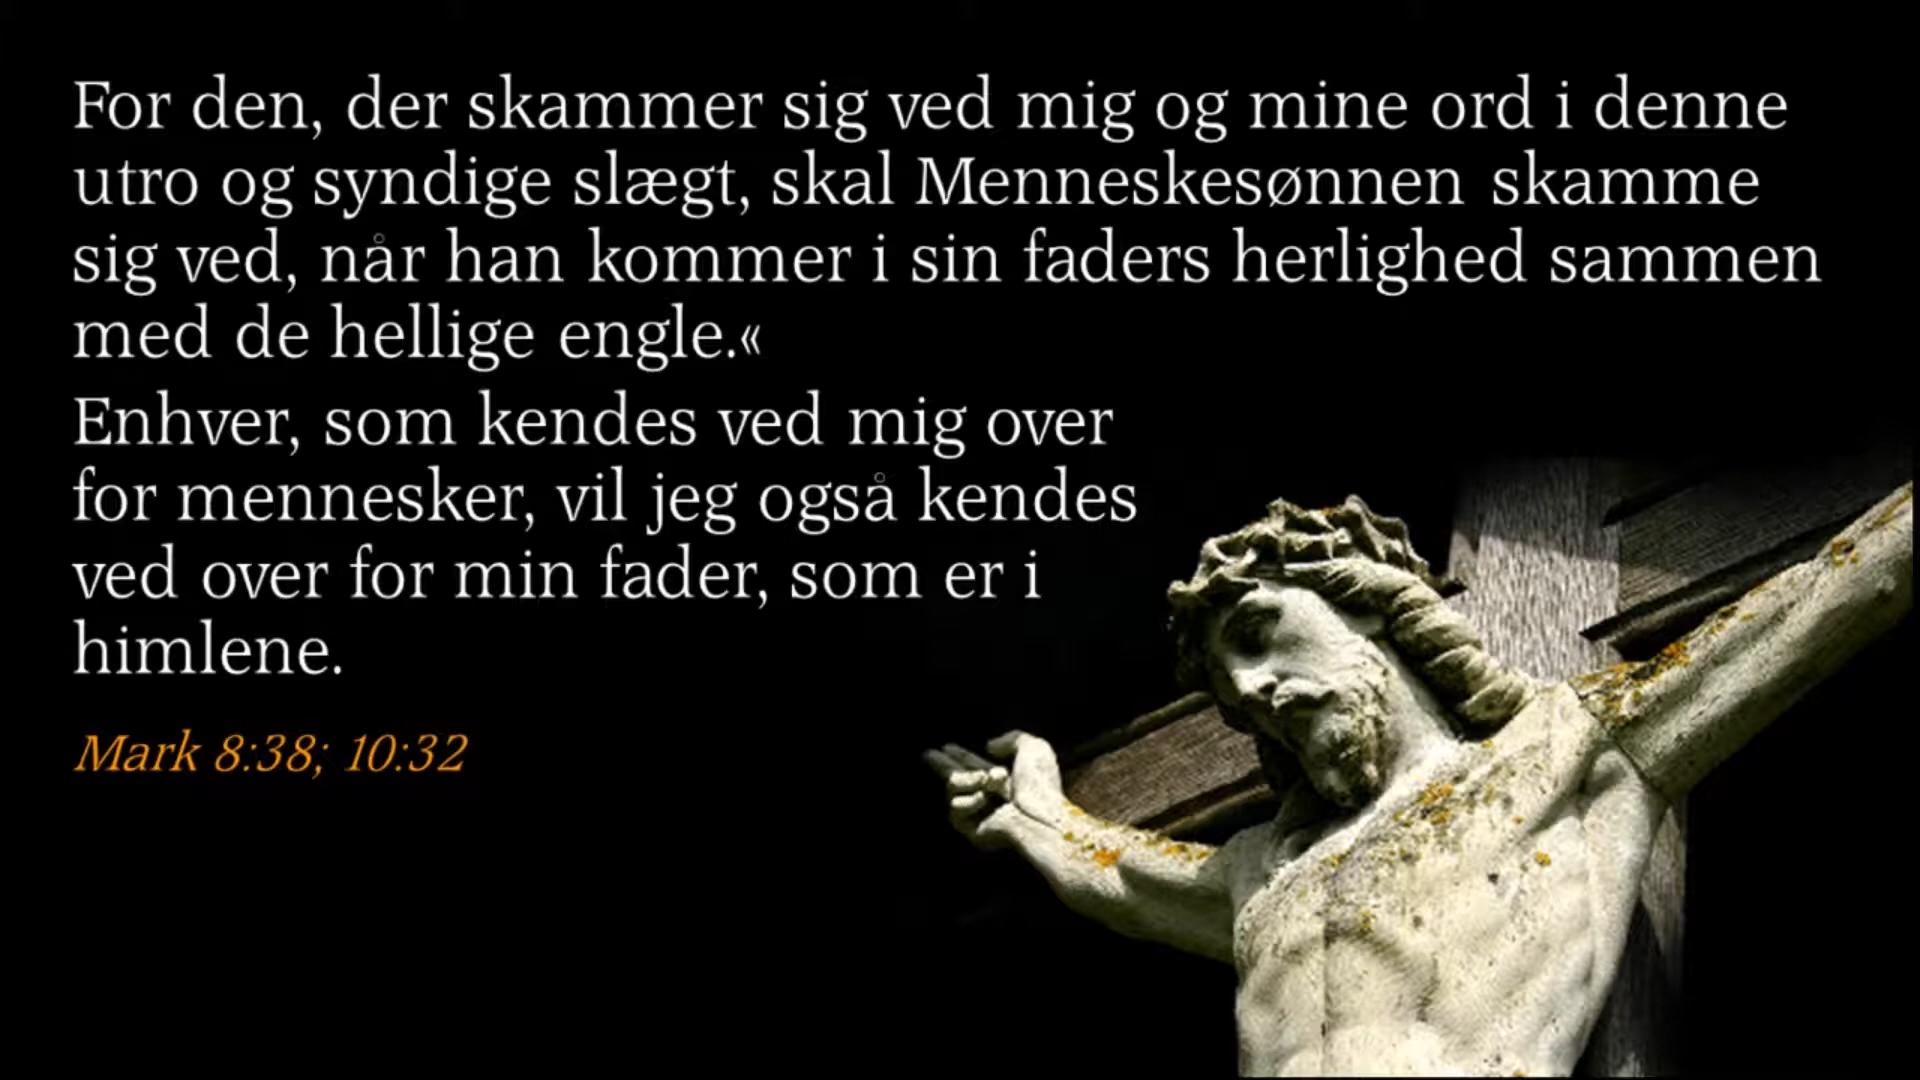 For den, der skammer sig ved mig og mine ord i denne
utro og syndige slægt, skal Menneskesønnen skamme
sig ved, når han kommer i sin faders herlighed sammen
med de hellige engle.«
Enhver, som kendes ved mig over
for mennesker, vil jeg også kendes
ved over for min fader, som er i
himlene.
Mark 8:38; 10:32